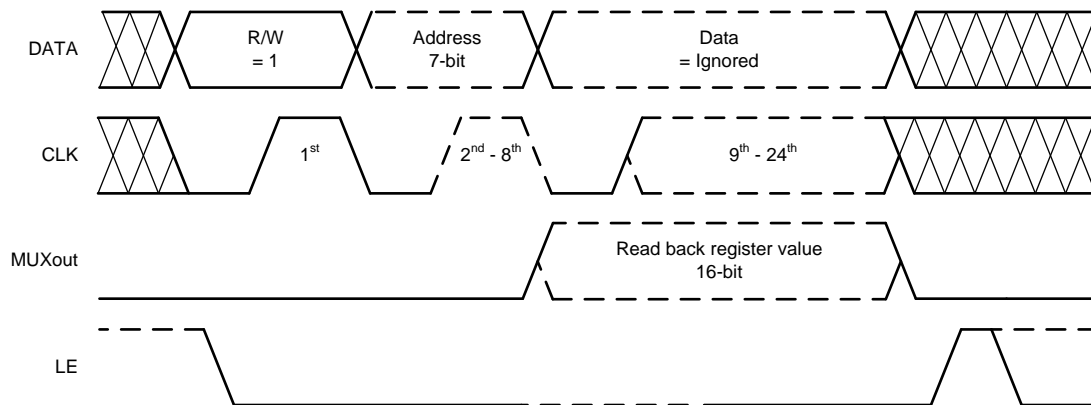 DATA
R/W
= 1
Address
7-bit
Data
= Ignored
CLK
1st
2nd - 8th
9th - 24th
MUXout
Read back register value
16-bit
LE